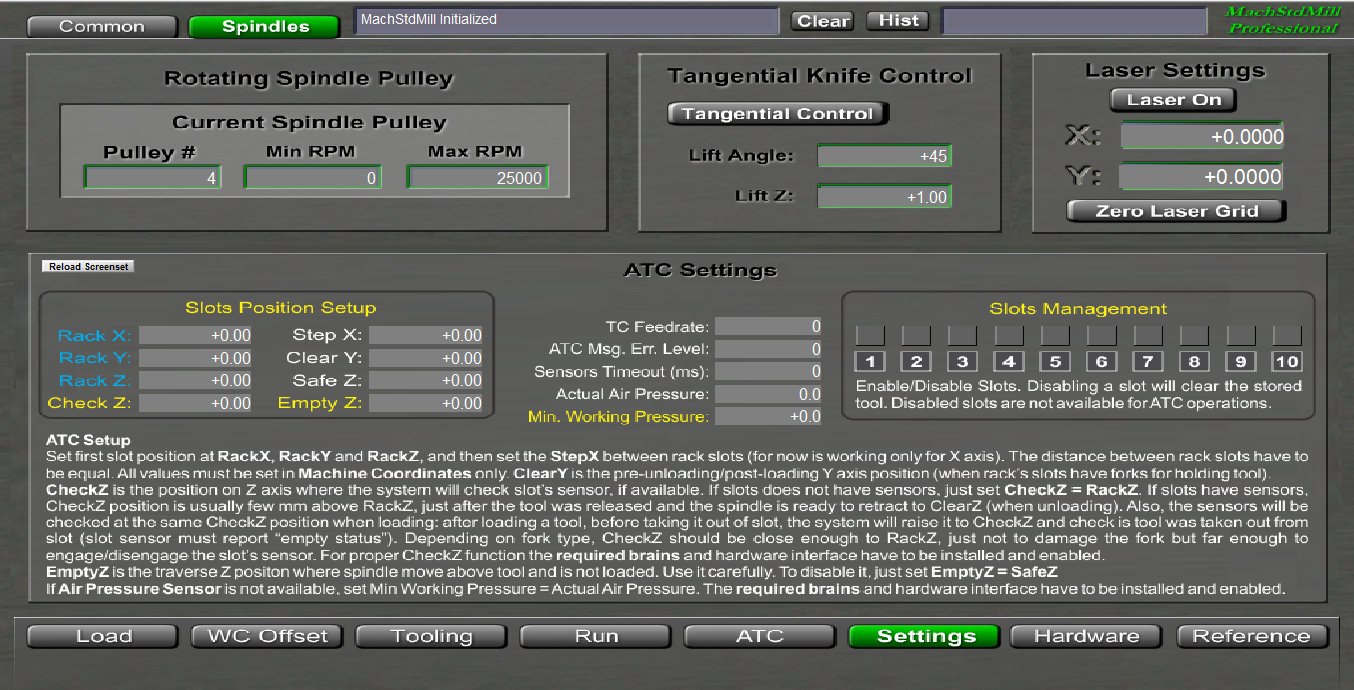 Common
Spindles
MachStdMill Initialized
Clear
Hist
MachStdMill
Professional
Rotating Spindle Pulley
Current Spindle Pulley
Pulley # Min RPM Max RPM
4 0 25000
Tangential Knife Control
Tangential Control
Lift Angle: +45
Lift Z: +1.00
Laser Settings
Laser On
X: +0.0000
Y: +0.0000
Zero Laser Grid
Reload Screenset
ATC Settings
Slots Position Setup
Rack X: +0.00 Step X: +0.00
Rack Y: +0.00 Clear Y: +0.00
Rack Z: +0.00 Safe Z: +0.00
Check Z: +0.00 Empty Z: +0.00
TC Feedrate: 0
ATC Msg. Err. Level: 0
Sensors Timeout (ms): 0
Actual Air Pressure: 0.0
Min. Working Pressure: +0.0
Slots Management
1 2 3 4 5 6 7 8 9 10
Enable/Disable Slots. Disabling a slot will clear the stored
tool. Disabled slots are not available for ATC operations.
ATC Setup
Set first slot position at RackX, RackY and RackZ, and then set the StepX between rack slots (for now is working only for X axis). The distance between rack slots have to
be equal. All values must be set in Machine Coordinates only. ClearY is the pre-unloading/post-loading Y axis position (when rack's slots have forks for holding tool).
CheckZ is the position on Z axis where the system will check slot's sensor, if available. If slots does not have sensors, just set CheckZ = RackZ. If slots have sensors,
CheckZ position is usually few mm above RackZ, just after the tool was released and the spindle is ready to retract to ClearZ (when unloading). Also, the sensors will be
checked at the same CheckZ position when loading: after loading a tool, before taking it out of slot, the system will raise it to CheckZ and check is tool was taken out from
slot (slot sensor must report "empty status"). Depending on fork type, CheckZ should be close enough to RackZ, just not to damage the fork but far enough to
engage/disengage the slot's sensor. For proper CheckZ function the required brains and hardware interface have to be installed and enabled.
EmptyZ is the traverse Z positon where spindle move above tool and is not loaded. Use it carefully. To disable it, just set EmptyZ = SafeZ
If Air Pressure Sensor is not available, set Min Working Pressure = Actual Air Pressure. The required brains and hardware interface have to be installed and enabled.
Load
WC Offset
Tooling
Run
ATC
Settings
Hardware
Reference